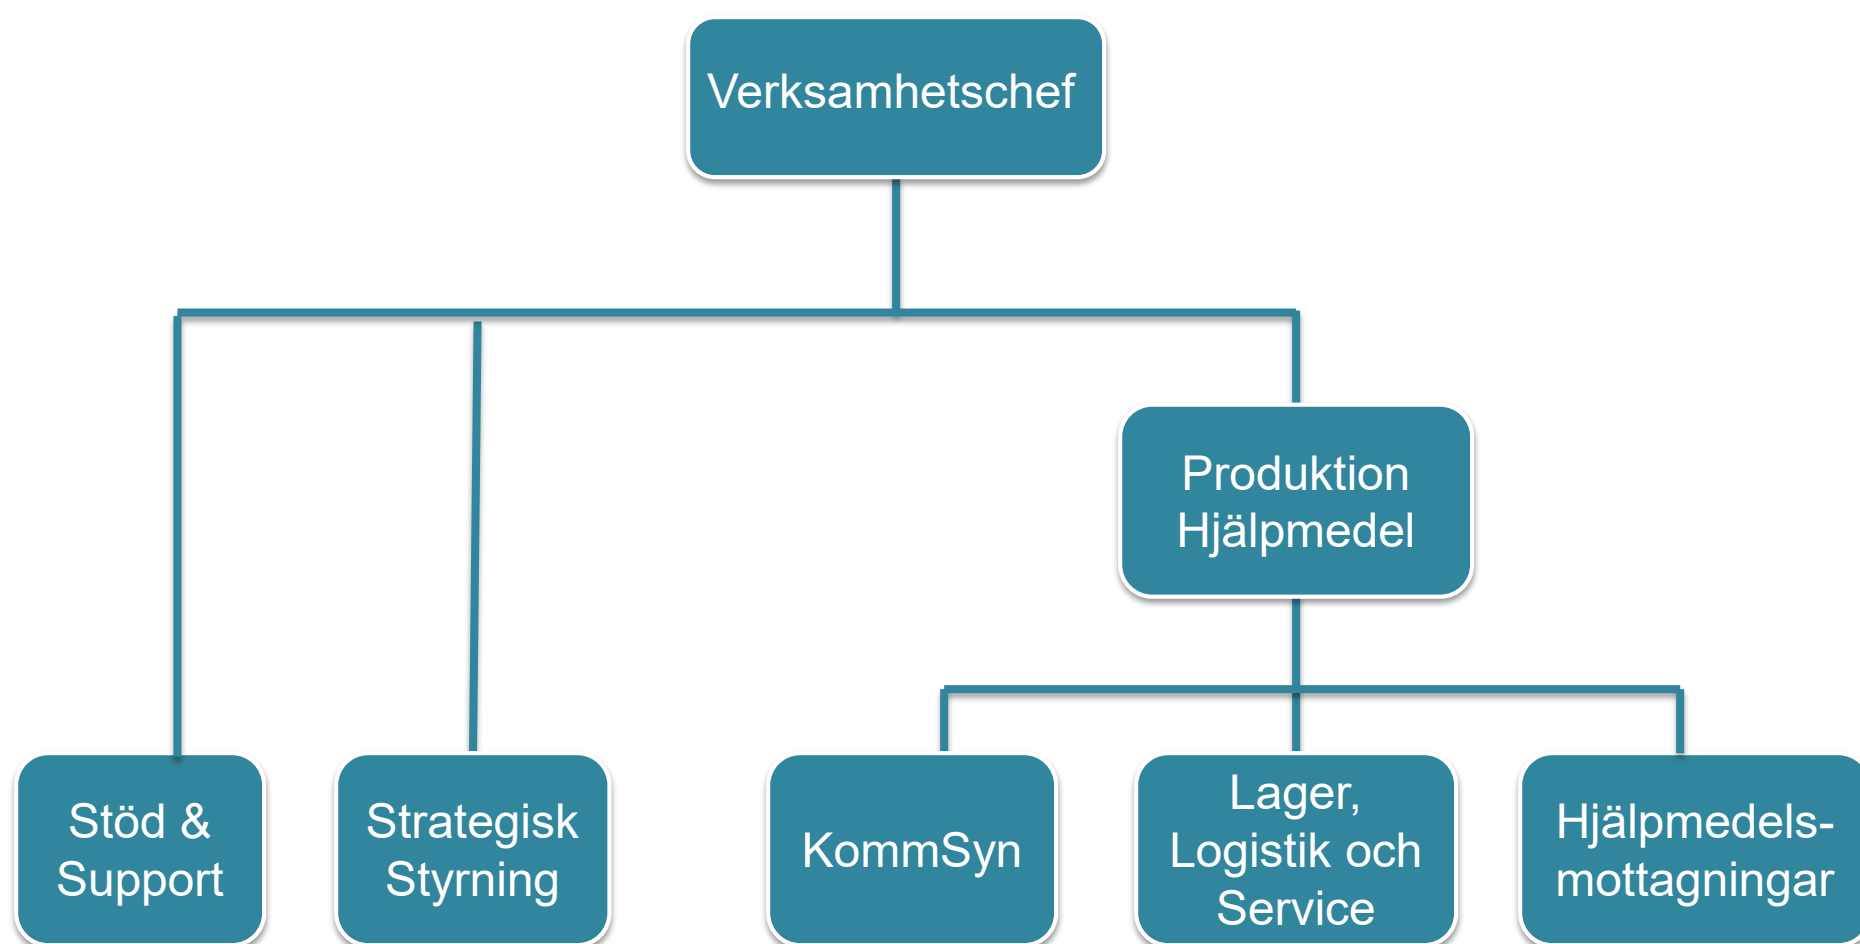 Verksamhetschef
Produktion
Hjälpmedel
Stöd &
Support
Strategisk
Styrning
KommSyn
Lager,
Logistik och
Service
Hjälpmedels-
mottagningar